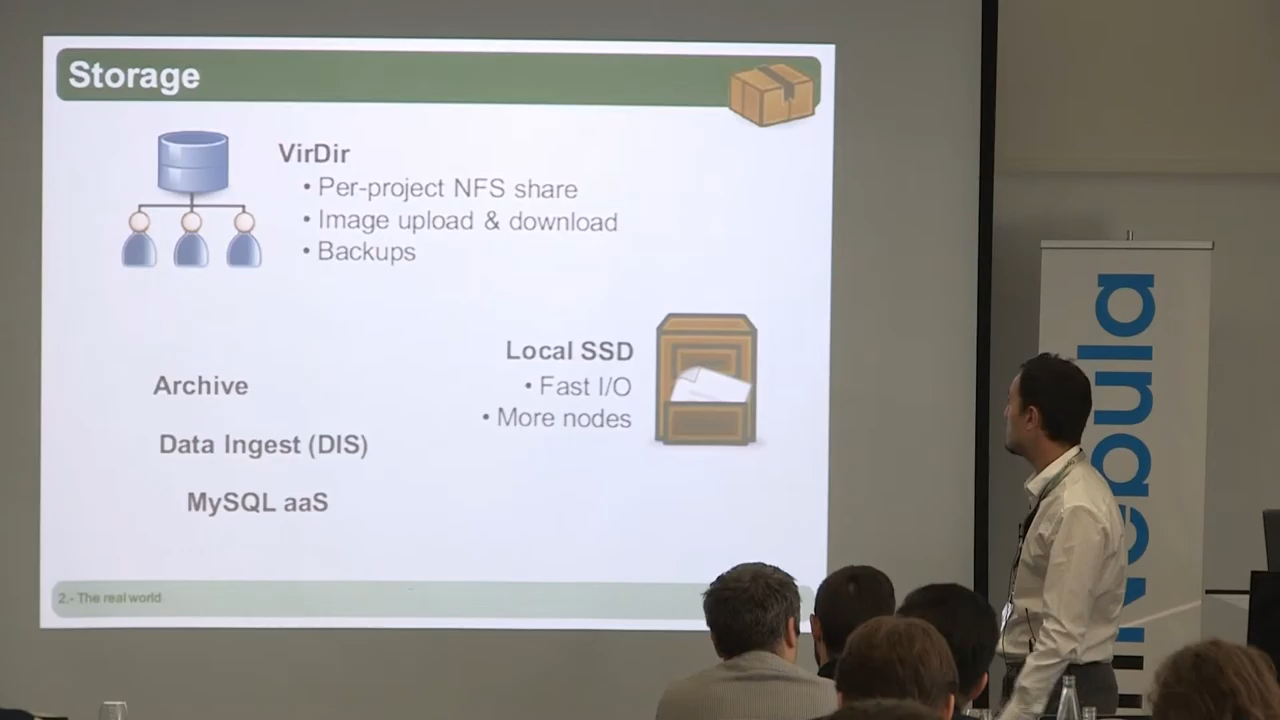 Storage
VirDir
• Per-project NFS share
• Image upload & download
• Backups
Local SSD
• Fast I/O
• More nodes
Archive
Data Ingest (DIS)
MySQL aaS
2.- The real world
Nebula